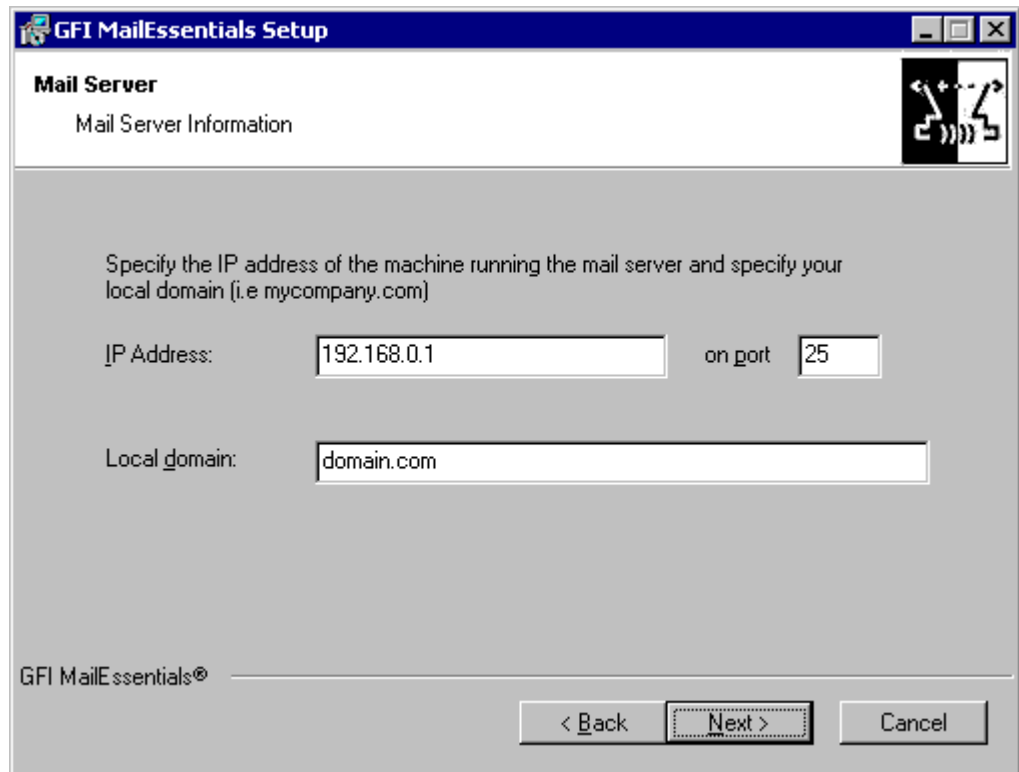 GFI MailEssentials Setup
Mail Server
Mail Server Information
Specify the IP address of the machine running the mail server and specify your
local domain (i.e mycompany.com)
IP Address: 192.168.0.1 on port 25
Local domain: domain.com
GFI MailEssentials®
< Back Next > Cancel